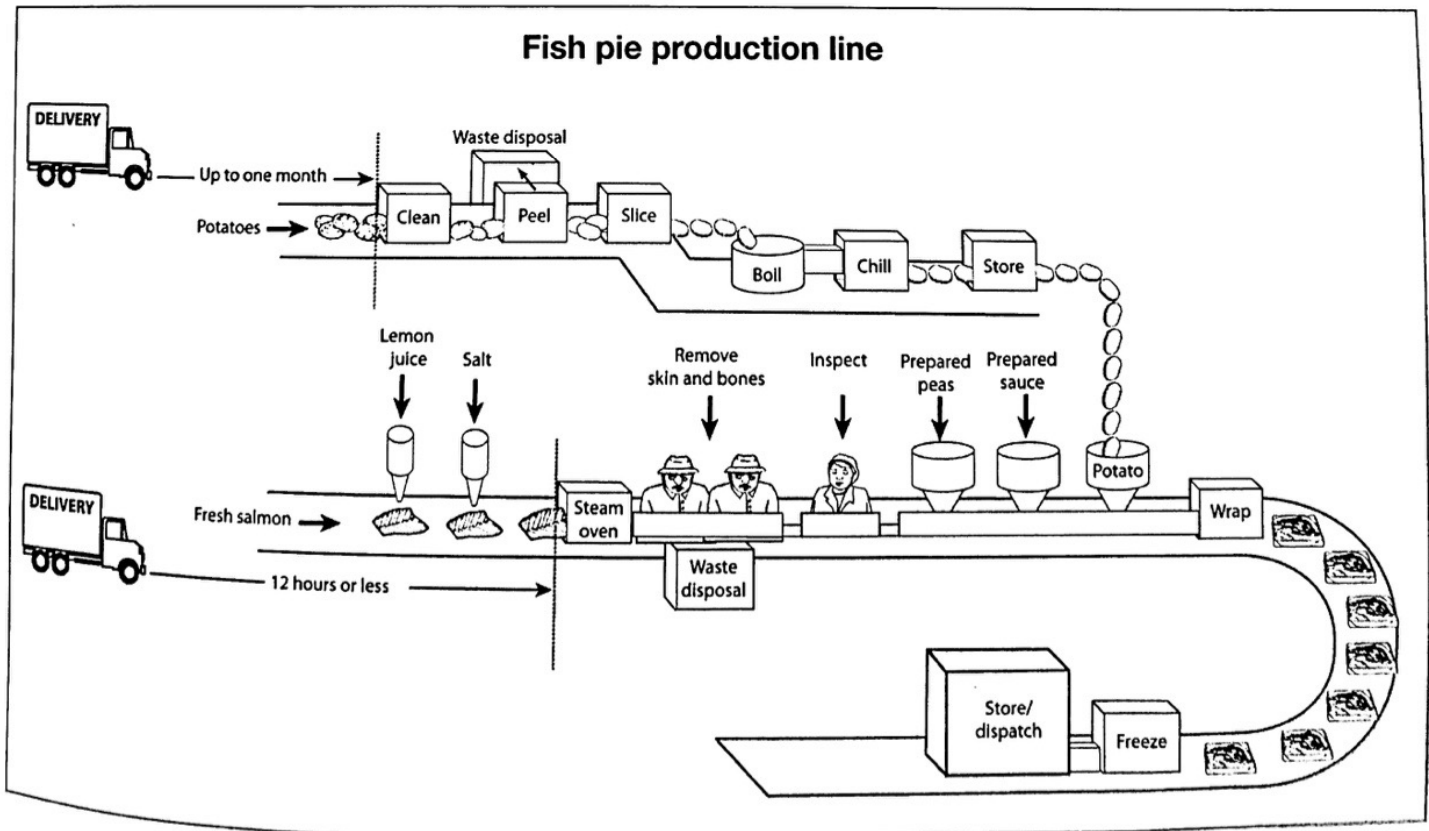 Fish pie production line
DELIVERY
Waste disposal
Up to one month
Potatoes
Clean
Peel
Slice
Boil
Chill
Store
Lemon
juice
Salt
Remove
skin and bones
Inspect
Prepared
peas
Prepared
sauce
Potato
DELIVERY
Fresh salmon
Steam
oven
Wrap
12 hours or less
Waste
disposal
Store/
dispatch
Freeze